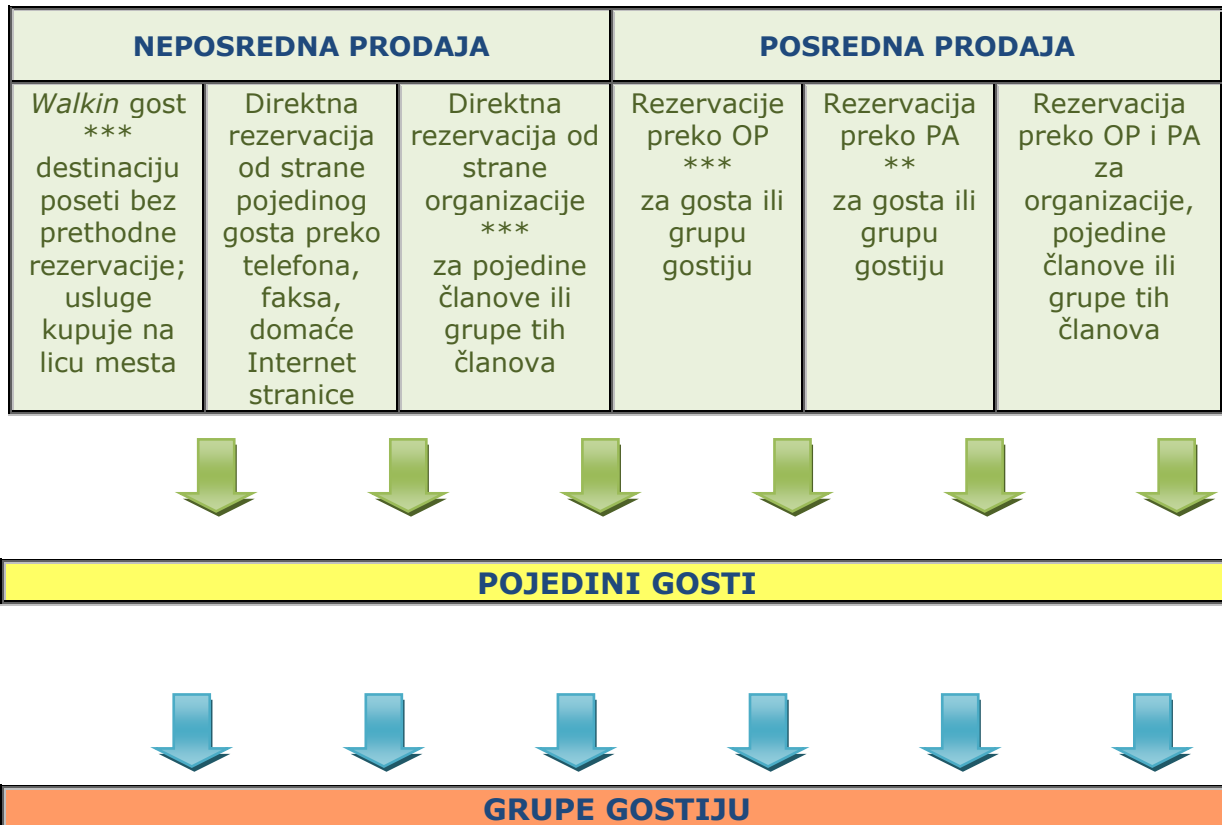 NEPOSREDNA PRODAJA
POSREDNA PRODAJA
Walkin gost
***
destinaciju
poseti bez
prethodne
rezervacije;
usluge
kupuje na
licu mesta
Direktna
rezervacija
od strane
pojedinog
gosta preko
telefona,
faksa,
domaće
Internet
stranice
Direktna
rezervacija od
strane
organizacije
***
za pojedine
članove ili
grupe tih
članova
Rezervacije
preko OP
***
za gosta ili
grupu
gostiju
Rezervacija
preko PA
**
za gosta ili
grupu
gostiju
Rezervacija
preko OP i PA
za
organizacije,
pojedine
članove ili
grupe tih
članova
POJEDINI GOSTI
GRUPE GOSTIJU